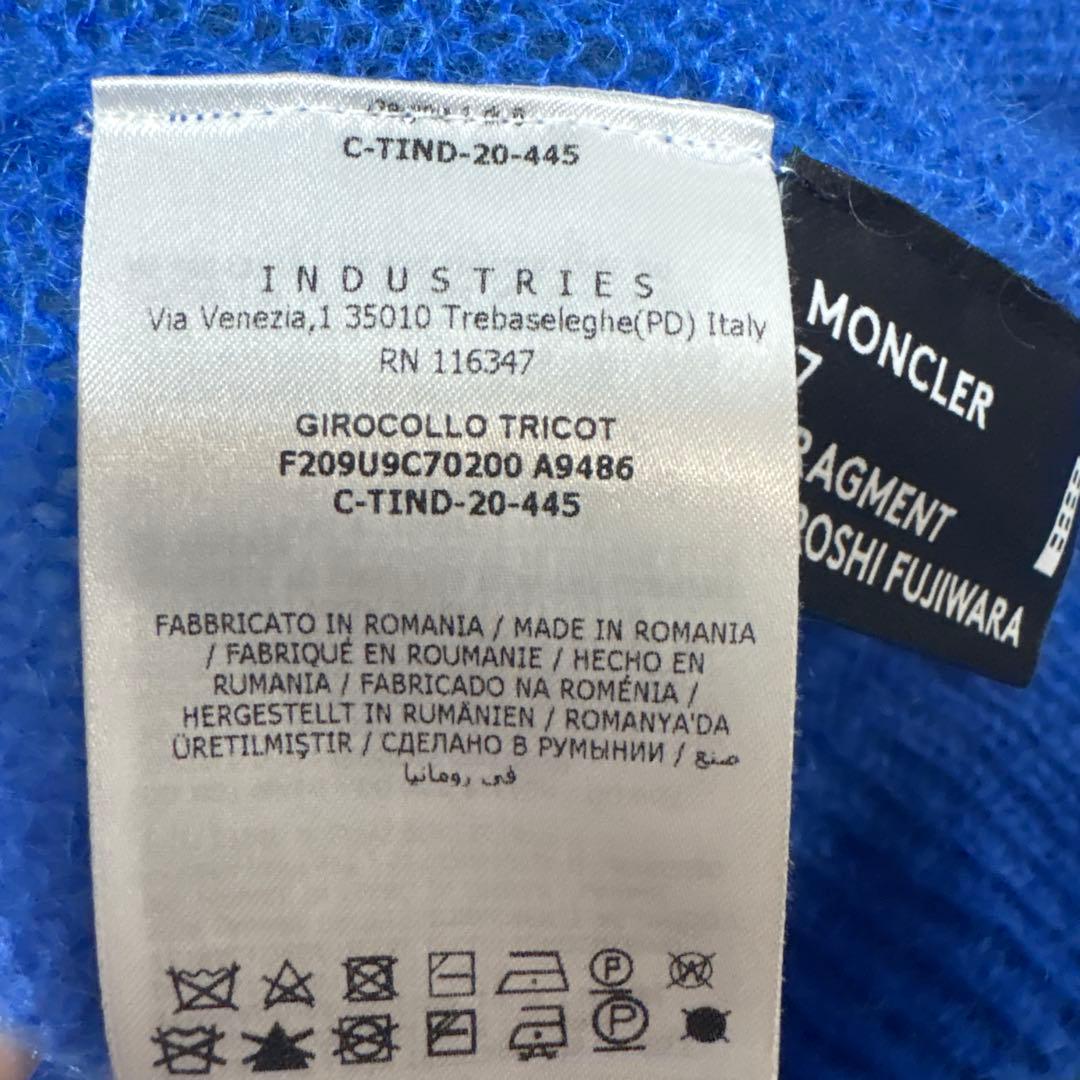 C-TIND-20-445
INDUSTRIES
Via Venezia,1 35010 Trebaseleghe(PD) Italy
RN 116347
GIROCOLLO TRICOT
F209U9C70200 A9486
C-TIND-20-445
FABBRICATO IN ROMANIA / MADE IN ROMANIA
/ FABRIQUÉ EN ROUMANIE / HECHO EN
RUMANIA / FABRICADO NA ROMÉNIA /
HERGESTELLT IN RUMÄNIEN / ROMANYA'DA
ÜRETILMIŞTIR / СДЕЛАНО В РУМЫНИИ / صنع
في رومانيا
P W
P
MONCLER
7
RAGMENT
ROSHI FUJIWARA